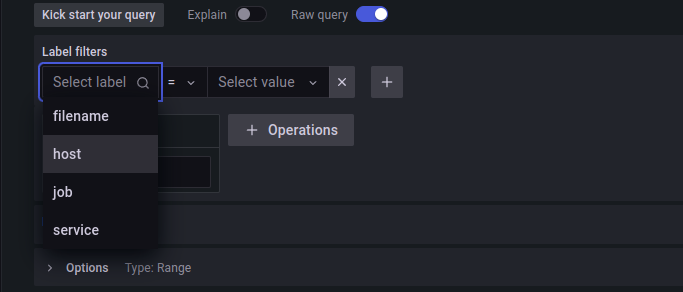 Kick start your query Explain Raw query
Label filters
Select label = Select value × +
filename
+ Operations
host
job
service
> Options Type: Range